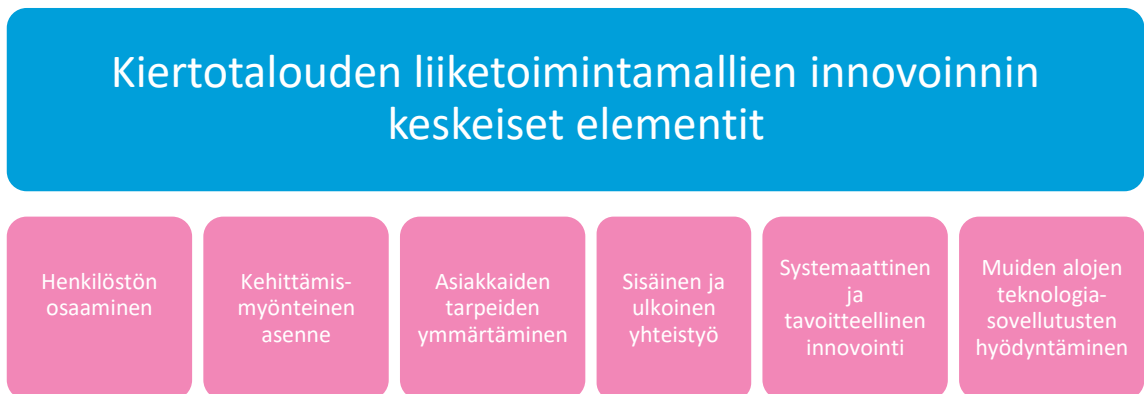 Kiertotalouden liiketoimintamallien innovoinnin
keskeiset elementit
Henkilöstön
osaaminen
Kehittämis-
myönteinen
asenne
Asiakkaiden
tarpeiden
ymmärtäminen
Sisäinen ja
ulkoinen
yhteistyö
Systemaattinen
ja
tavoitteellinen
innovointi
Muiden alojen
teknologia-
sovellutusten
hyödyntäminen